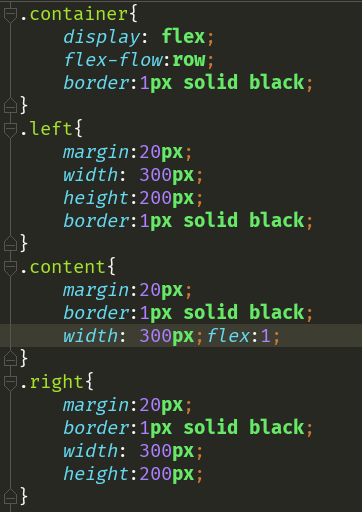 .container{
    display: flex;
    flex-flow:row;
    border:1px solid black;
}
.left{
    margin:20px;
    width: 300px;
    height:200px;
    border:1px solid black;
}
.content{
    margin:20px;
    border:1px solid black;
    width: 300px;flex:1;
}
.right{
    margin:20px;
    border:1px solid black;
    width: 300px;
    height:200px;
}